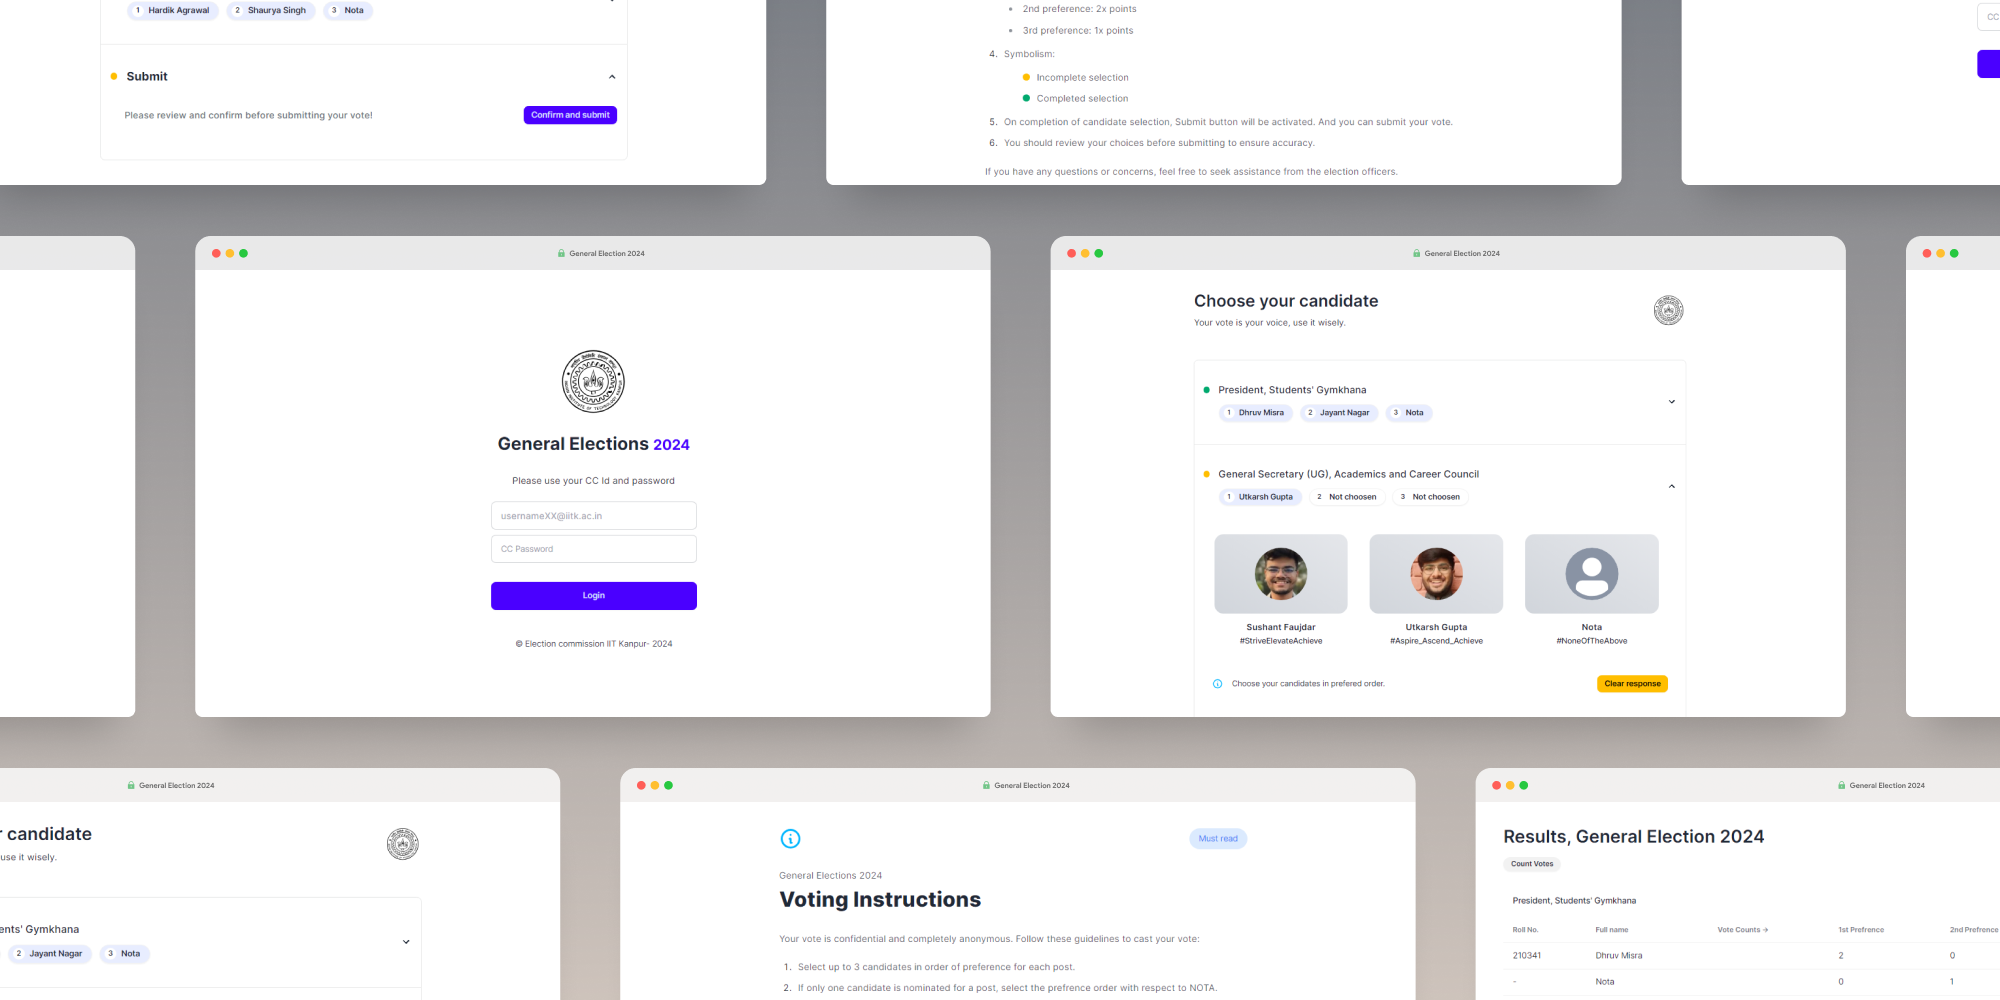 1 Hardik Agrawal 2 Shaurya Singh 3 Nota
Submit
Please review and confirm before submitting your vote!
Confirm and submit
2nd preference: 2x points
3rd preference: 1x points
4. Symbolism:
Incomplete selection
Completed selection
5. On completion of candidate selection, Submit button will be activated. And you can submit your vote.
6. You should review your choices before submitting to ensure accuracy.
If you have any questions or concerns, feel free to seek assistance from the election officers.
CC
General Election 2024
General Elections 2024
Please use your CC Id and password
usernameXX@iitk.ac.in
CC Password
Login
© Election commission IIT Kanpur- 2024
General Election 2024
Choose your candidate
Your vote is your voice, use it wisely.
President, Students' Gymkhana
1 Dhruv Misra 2 Jayant Nagar 3 Nota
General Secretary (UG), Academics and Career Council
1 Utkarsh Gupta 2 Not choosen 3 Not choosen
Sushant Faujdar
#StriveElevateAchieve
Utkarsh Gupta
#Aspire_Ascend_Achieve
Nota
#NoneOfTheAbove
Choose your candidates in prefered order.
Clear response
General Election 2024
r candidate
use it wisely.
ents' Gymkhana
2 Jayant Nagar 3 Nota
General Election 2024
Must read
General Elections 2024
Voting Instructions
Your vote is confidential and completely anonymous. Follow these guidelines to cast your vote:
1. Select up to 3 candidates in order of preference for each post.
2. If only one candidate is nominated for a post, select the prefrence order with respect to NOTA.
General Election 2024
Results, General Election 2024
Count Votes
President, Students' Gymkhana
Roll No. Full name Vote Counts → 1st Prefrence 2nd Prefrence
210341 Dhruv Misra 2 0
- Nota 0 1